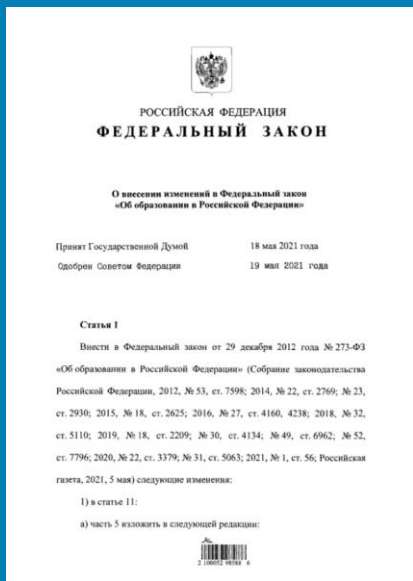 РОССИЙСКАЯ ФЕДЕРАЦИЯ
ФЕДЕРАЛЬНЫЙ ЗАКОН
О внесении изменений в Федеральный закон
«Об образовании в Российской Федерации»
Принят Государственной Думой 18 мая 2021 года
Одобрен Советом Федерации 19 мая 2021 года
Статья 1
Внести в Федеральный закон от 29 декабря 2012 года № 273-ФЗ
«Об образовании в Российской Федерации» (Собрание законодательства
Российской Федерации, 2012, № 53, ст. 7598; 2014, № 22, ст. 2769; № 23,
ст. 2930; 2015, № 18, ст. 2625; 2016, № 27, ст. 4160, 4238; 2018, № 32,
ст. 5110; 2019, № 18, ст. 2209; № 30, ст. 4134; № 49, ст. 6962; № 52,
ст. 7796; 2020, № 22, ст. 3379; № 31, ст. 5063; 2021, № 1, ст. 56; Российская
газета, 2021, 5 мая) следующие изменения:
1) в статье 11:
а) часть 5 изложить в следующей редакции:
2 100052 98588 6